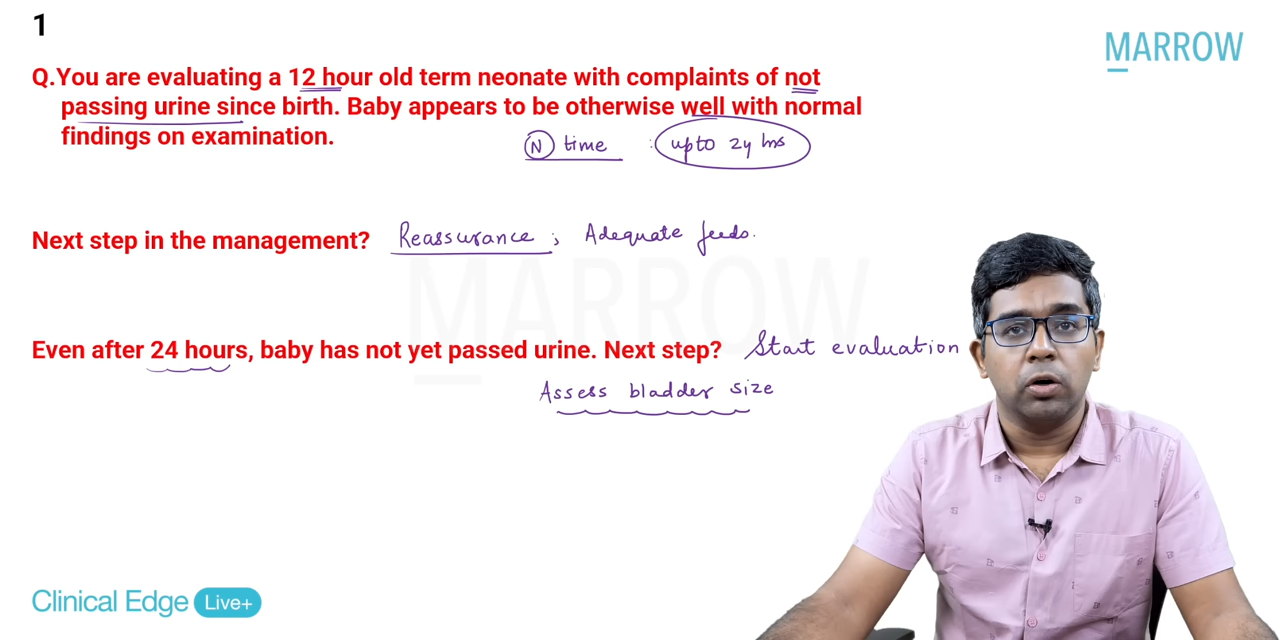 1
MARROW
Q.You are evaluating a 12 hour old term neonate with complaints of not
passing urine since birth. Baby appears to be otherwise well with normal
findings on examination.
N time : upto 24 hrs
Next step in the management? Reassurance ; Adequate feeds.
MARROW
Even after 24 hours, baby has not yet passed urine. Next step? Start evaluation
Assess bladder size
Clinical Edge Live+